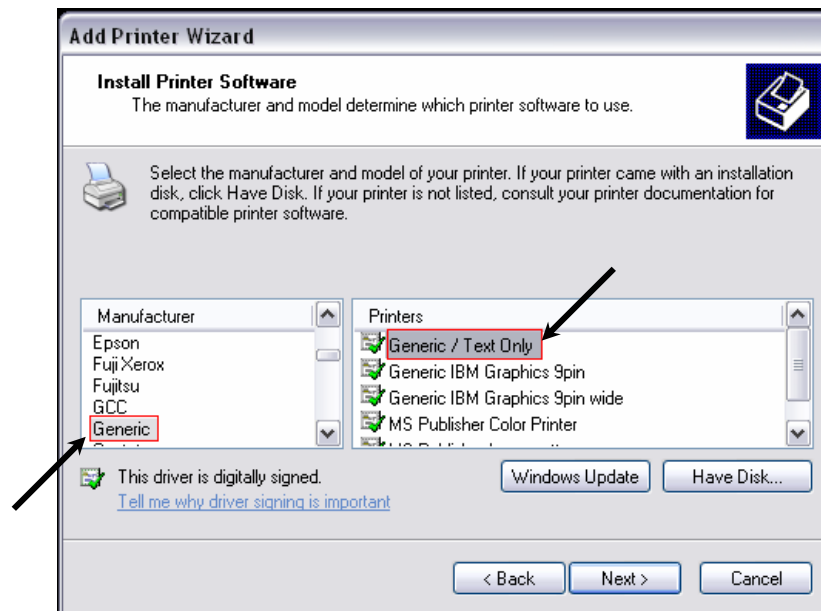 Add Printer Wizard
Install Printer Software
The manufacturer and model determine which printer software to use.
Select the manufacturer and model of your printer. If your printer came with an installation
disk, click Have Disk. If your printer is not listed, consult your printer documentation for
compatible printer software.
Manufacturer
Epson
Fuji Xerox
Fujitsu
GCC
Generic
Printers
Generic / Text Only
Generic IBM Graphics 9pin
Generic IBM Graphics 9pin wide
MS Publisher Color Printer
This driver is digitally signed.
Tell me why driver signing is important
Windows Update
Have Disk...
< Back
Next >
Cancel